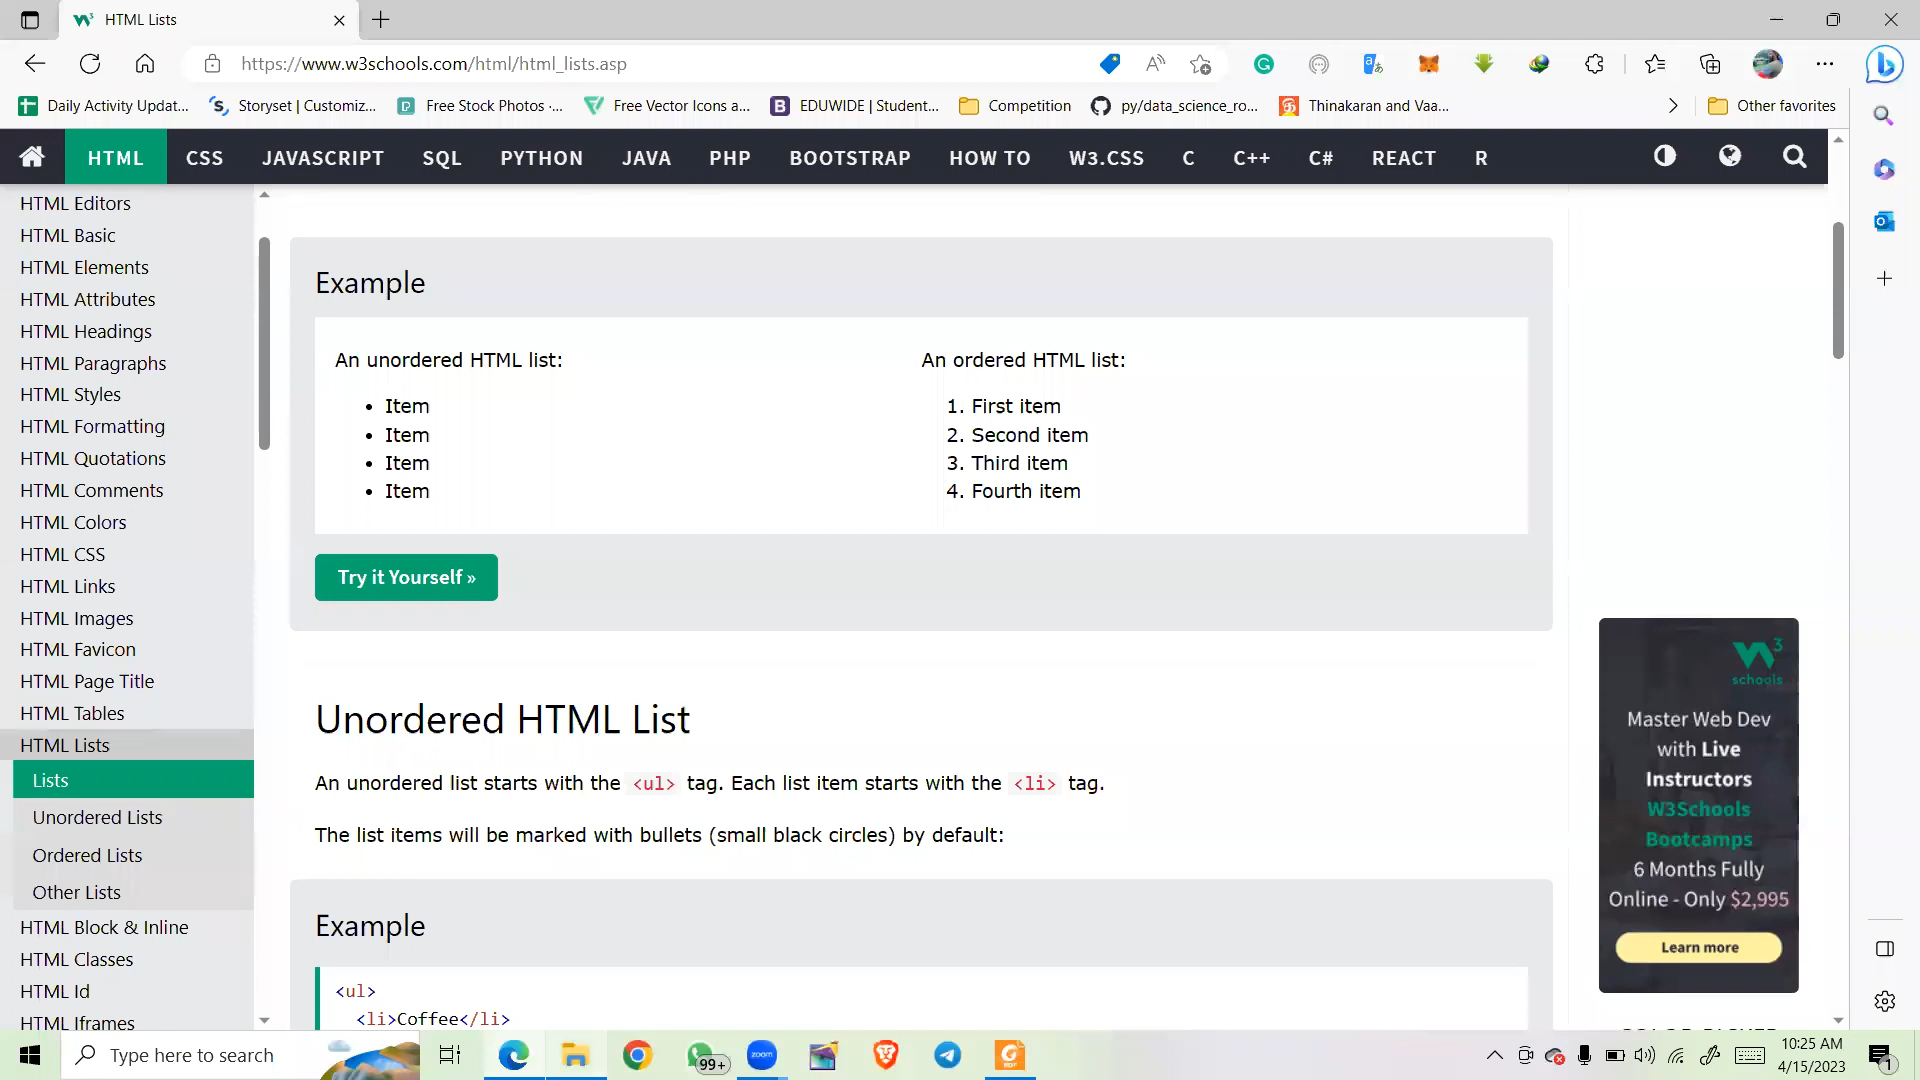 HTML Lists
https://www.w3schools.com/html/html_lists.asp
Daily Activity Updat... Storyset | Customiz... Free Stock Photos ·... Free Vector Icons a... EDUWIDE | Student... Competition py/data_science_ro... Thinakaran and Vaa... Other favorites
HTML CSS JAVASCRIPT SQL PYTHON JAVA PHP BOOTSTRAP HOW TO W3.CSS C C++ C# REACT R
HTML Editors
HTML Basic
HTML Elements
HTML Attributes
HTML Headings
HTML Paragraphs
HTML Styles
HTML Formatting
HTML Quotations
HTML Comments
HTML Colors
HTML CSS
HTML Links
HTML Images
HTML Favicon
HTML Page Title
HTML Tables
HTML Lists
Lists
Unordered Lists
Ordered Lists
Other Lists
HTML Block & Inline
HTML Classes
HTML Id
HTML Iframes
Example
An unordered HTML list:
• Item
• Item
• Item
• Item
An ordered HTML list:
1. First item
2. Second item
3. Third item
4. Fourth item
Try it Yourself »
Unordered HTML List
An unordered list starts with the <ul> tag. Each list item starts with the <li> tag.
The list items will be marked with bullets (small black circles) by default:
Example
<ul>
<li>Coffee</li>
W3
schools
Master Web Dev
with Live
Instructors
W3Schools
Bootcamps
6 Months Fully
Online - Only $2,995
Learn more
Type here to search
99+
zoom
10:25 AM
4/15/2023
1